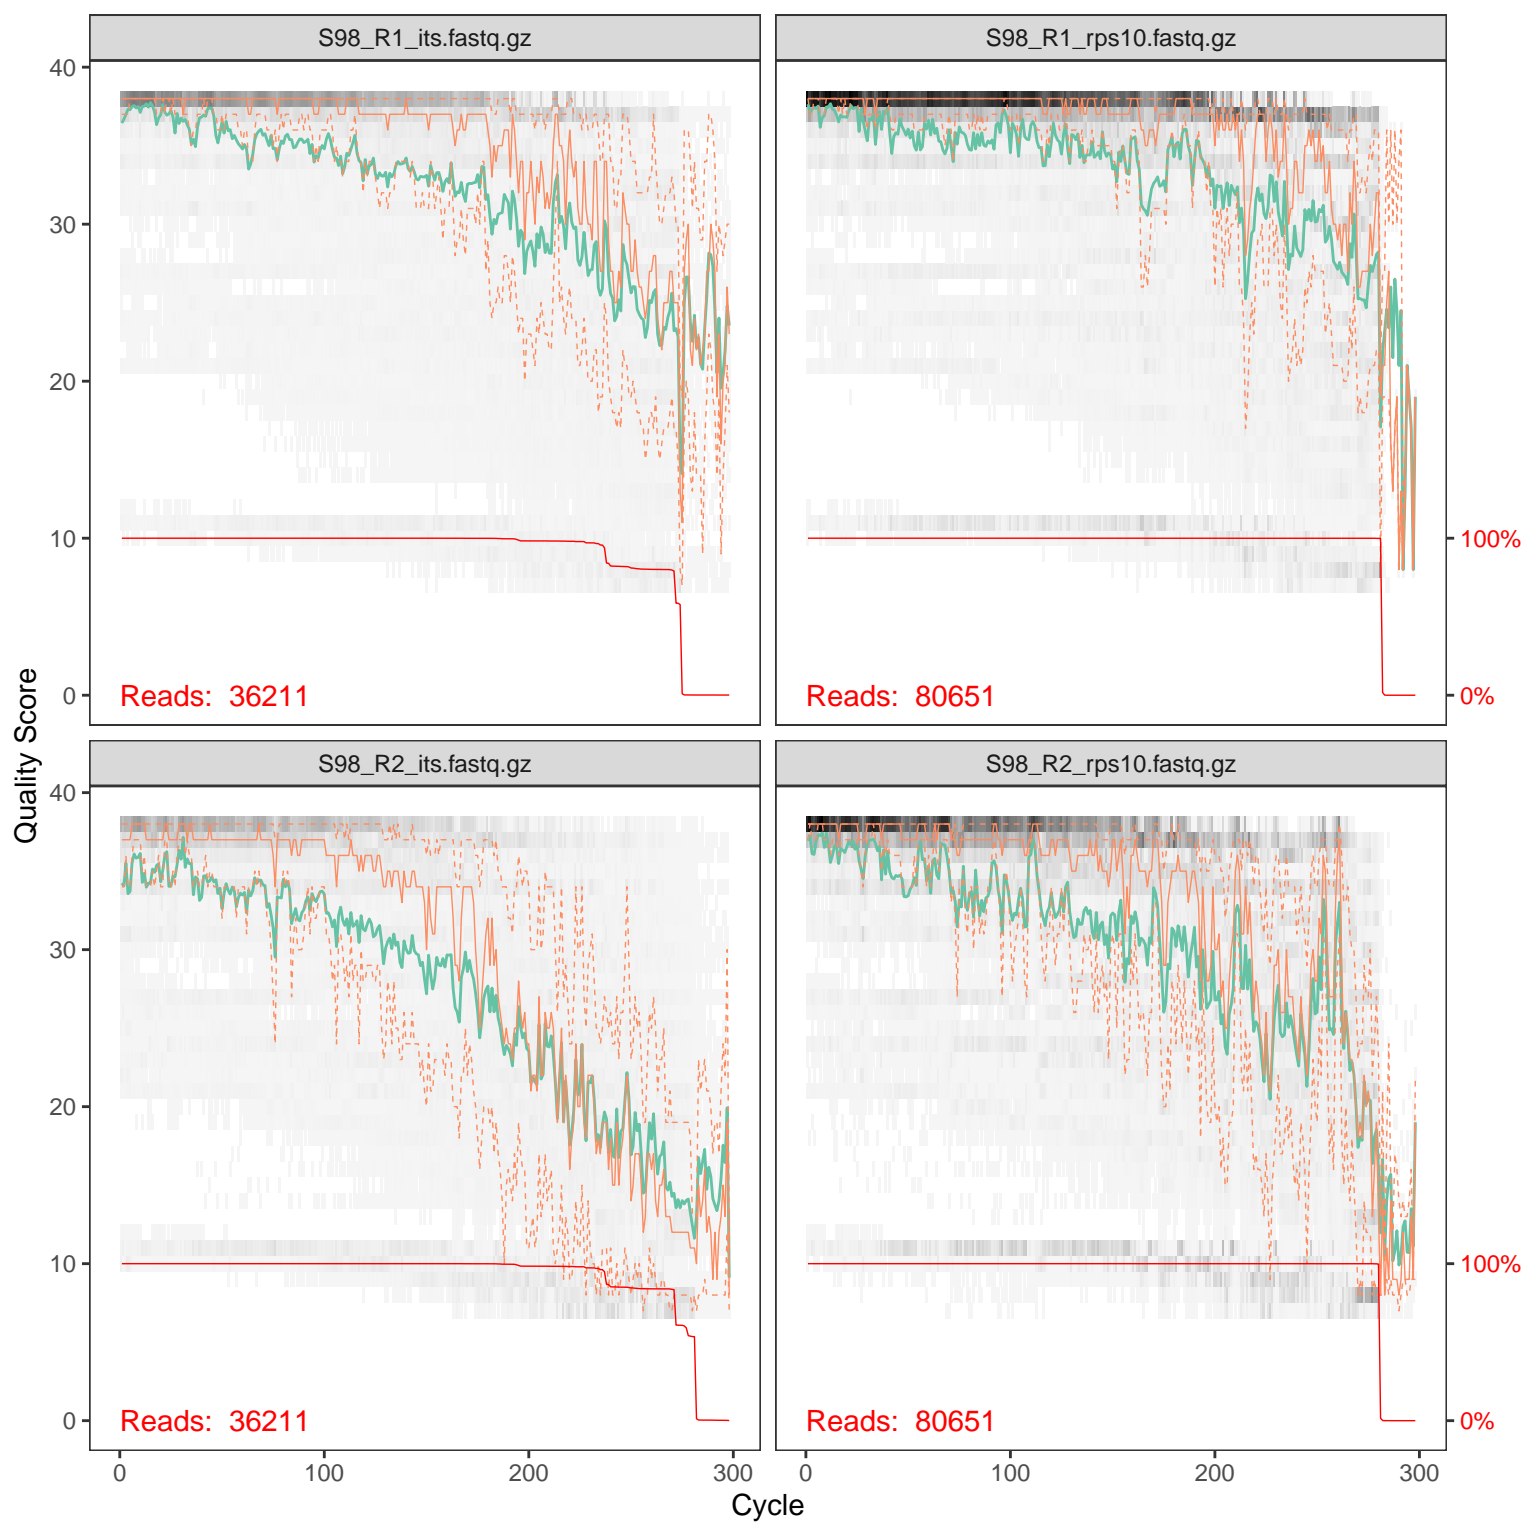 S98_R1_its.fastq.gz
S98_R1_rps10.fastq.gz
40
30
20
10
0
100%
0%
Reads: 36211
Reads: 80651
Quality Score
S98_R2_its.fastq.gz
S98_R2_rps10.fastq.gz
40
30
20
10
0
100%
0%
Reads: 36211
Reads: 80651
0 100 200 300
0 100 200 300
Cycle